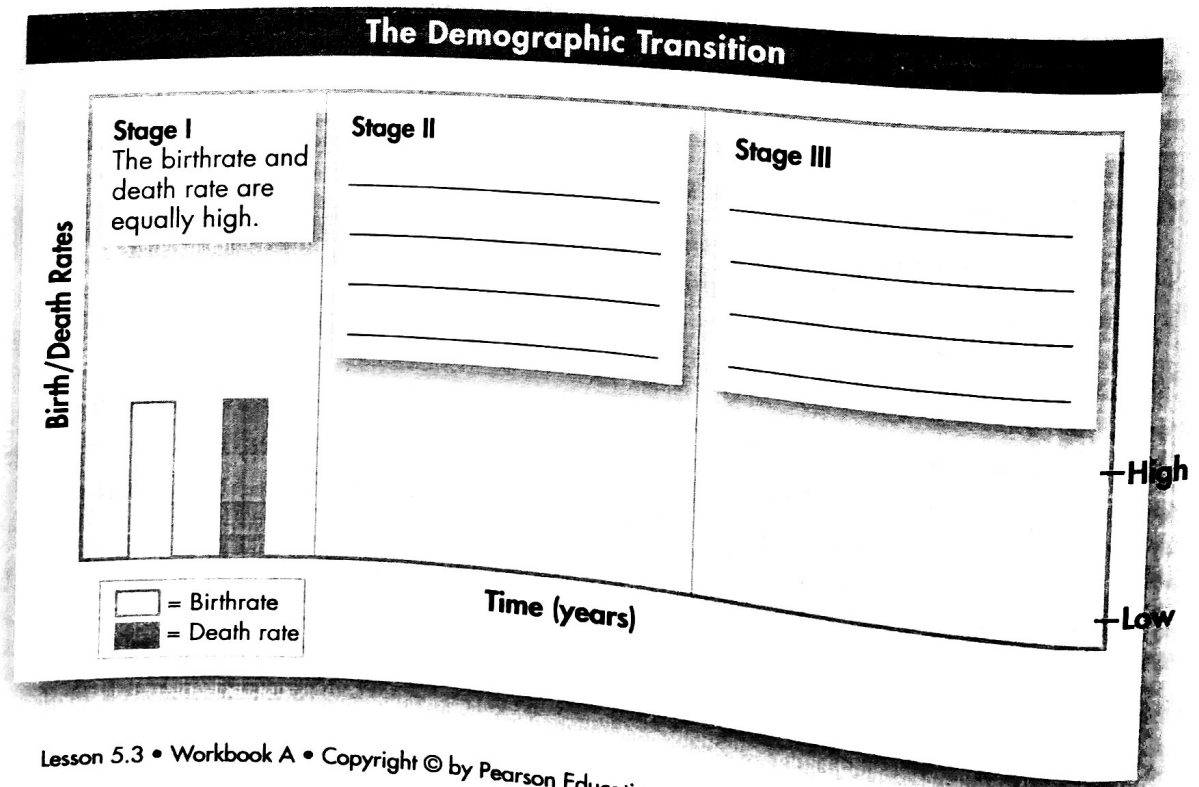 The Demographic Transition
Stage I
The birthrate and
death rate are
equally high.
Stage II
Stage III
Birth/Death Rates
High
Low
= Birthrate
= Death rate
Time (years)
Lesson 5.3 • Workbook A • Copyright © by Pearson